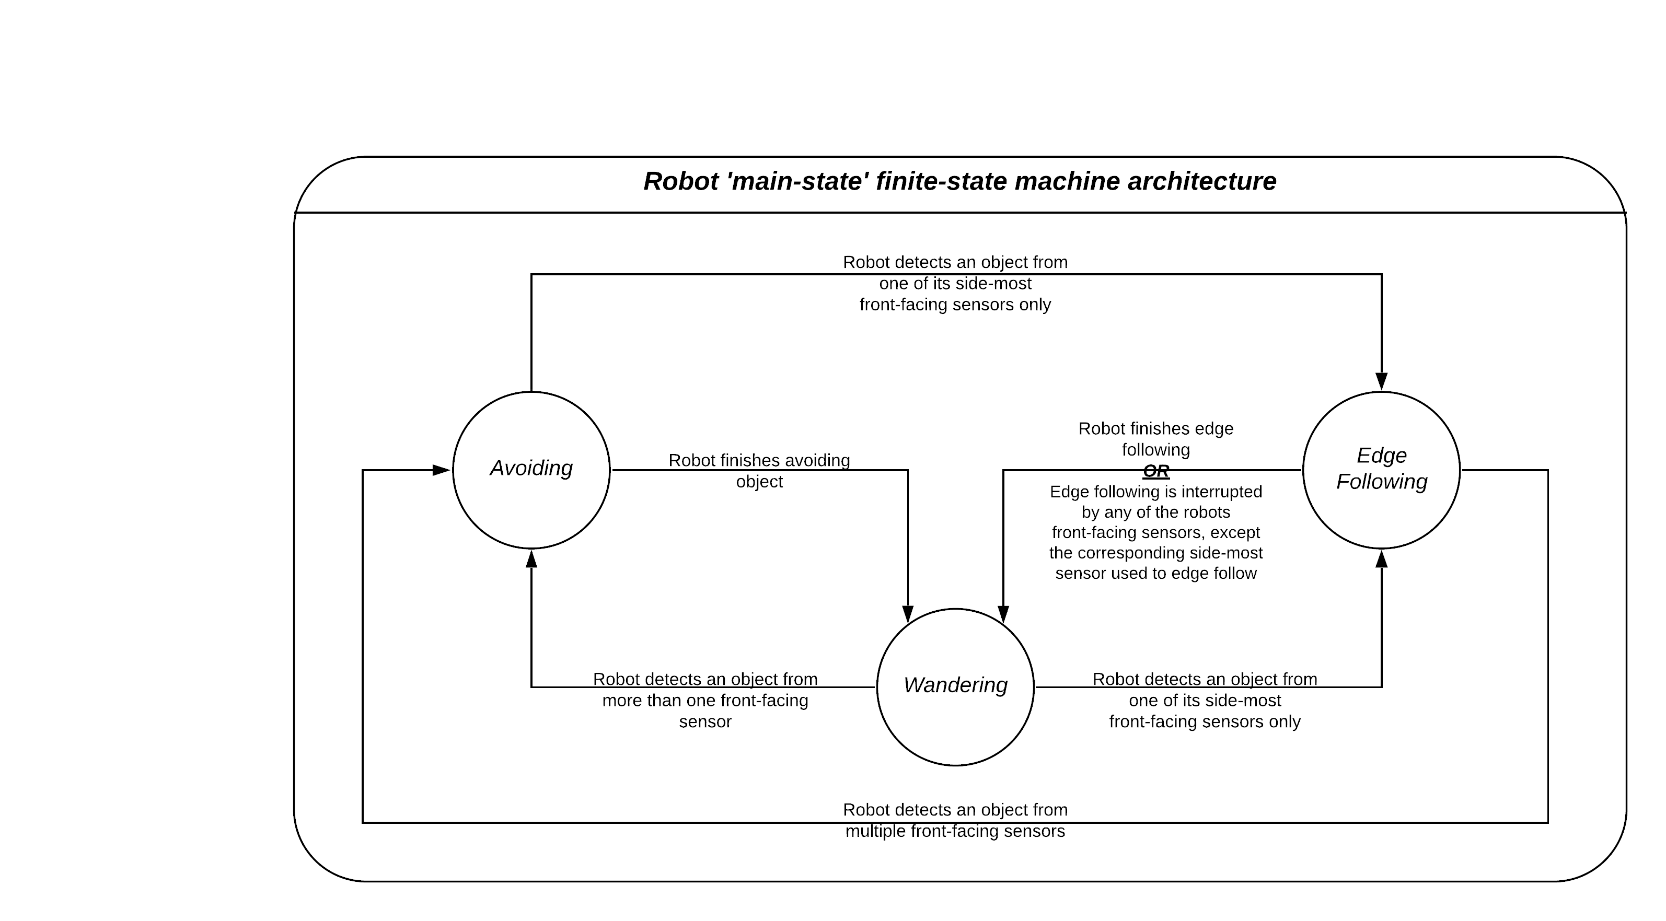 Robot 'main-state' finite-state machine architecture
Robot detects an object from
one of its side-most
front-facing sensors only
Avoiding
Robot finishes avoiding
object
Robot finishes edge
following
OR
Edge following is interrupted
by any of the robots
front-facing sensors, except
the corresponding side-most
sensor used to edge follow
Edge
Following
Robot detects an object from
more than one front-facing
sensor
Wandering
Robot detects an object from
one of its side-most
front-facing sensors only
Robot detects an object from
multiple front-facing sensors